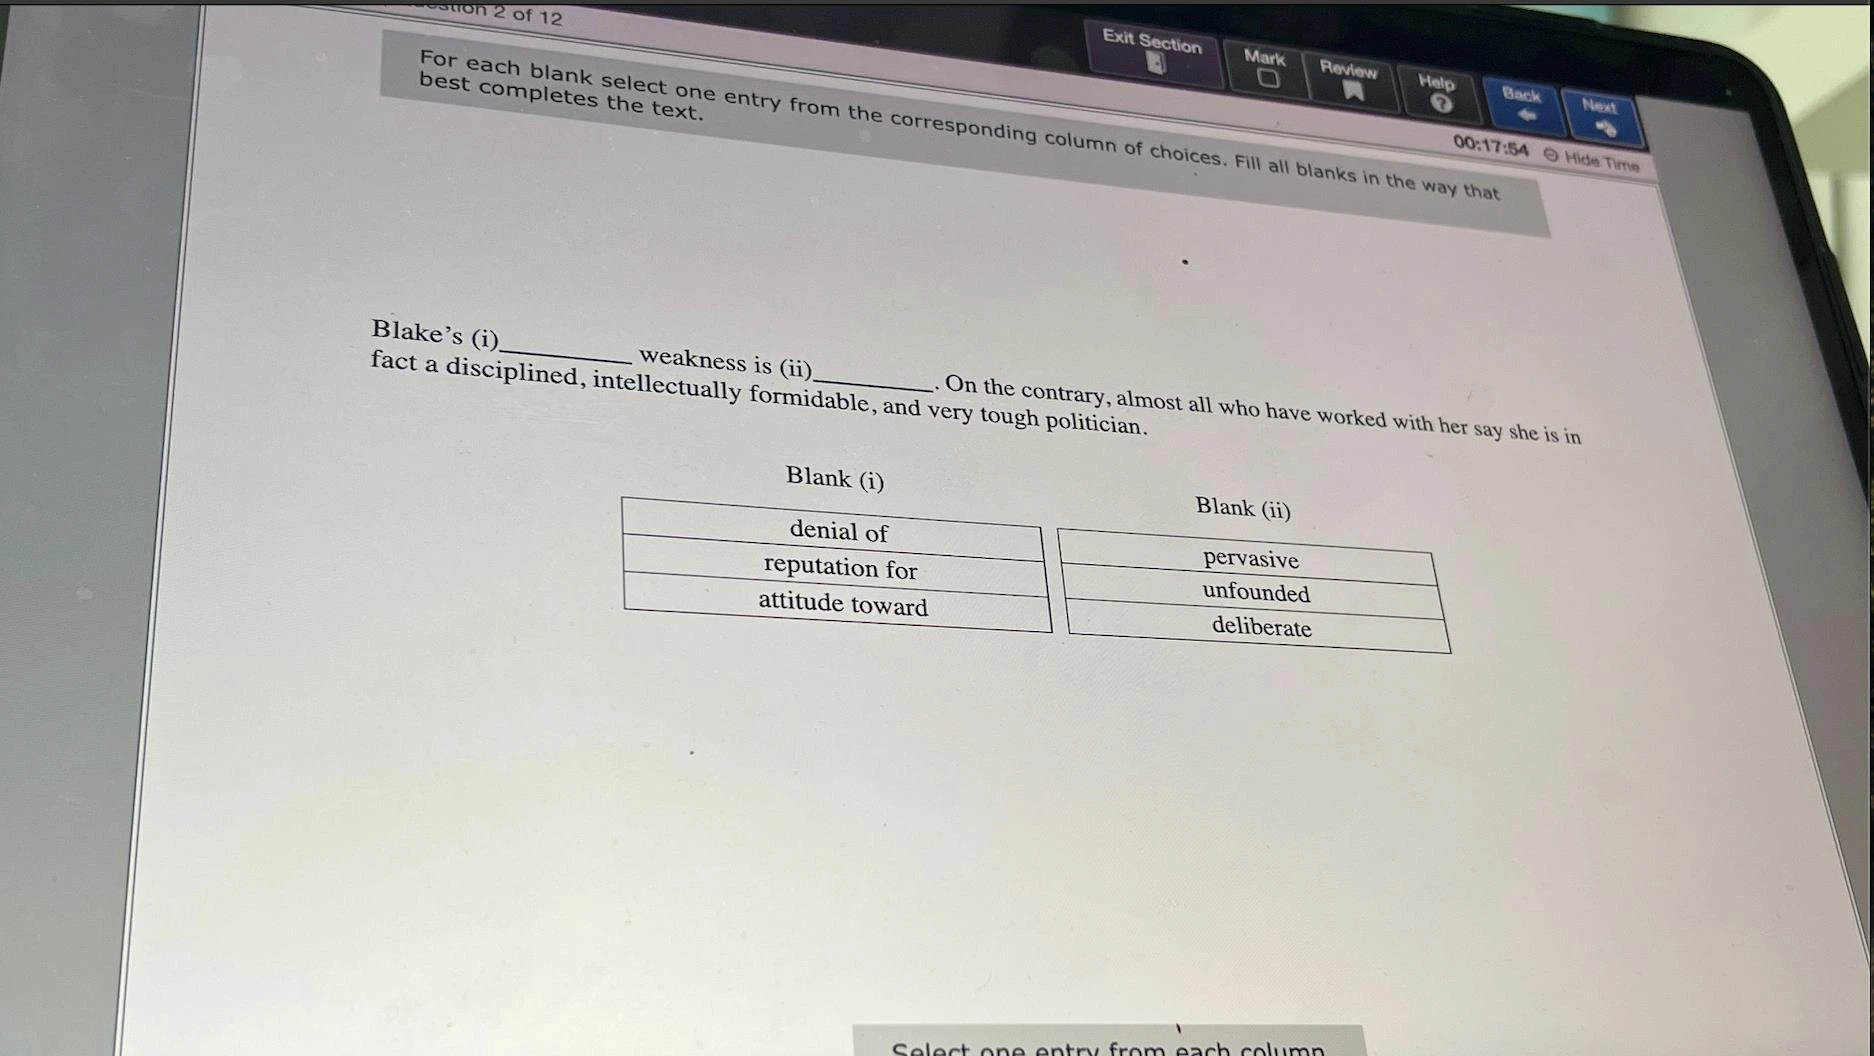 2 of 12
Exit Section
Mark
Review
Help
Back
Next
00:17:54 Hide Time
For each blank select one entry from the corresponding column of choices. Fill all blanks in the way that
best completes the text.
Blake's (i)__________ weakness is (ii)__________. On the contrary, almost all who have worked with her say she is in
fact a disciplined, intellectually formidable, and very tough politician.
Blank (i)
denial of
reputation for
attitude toward
Blank (ii)
pervasive
unfounded
deliberate
Select one entry from each column